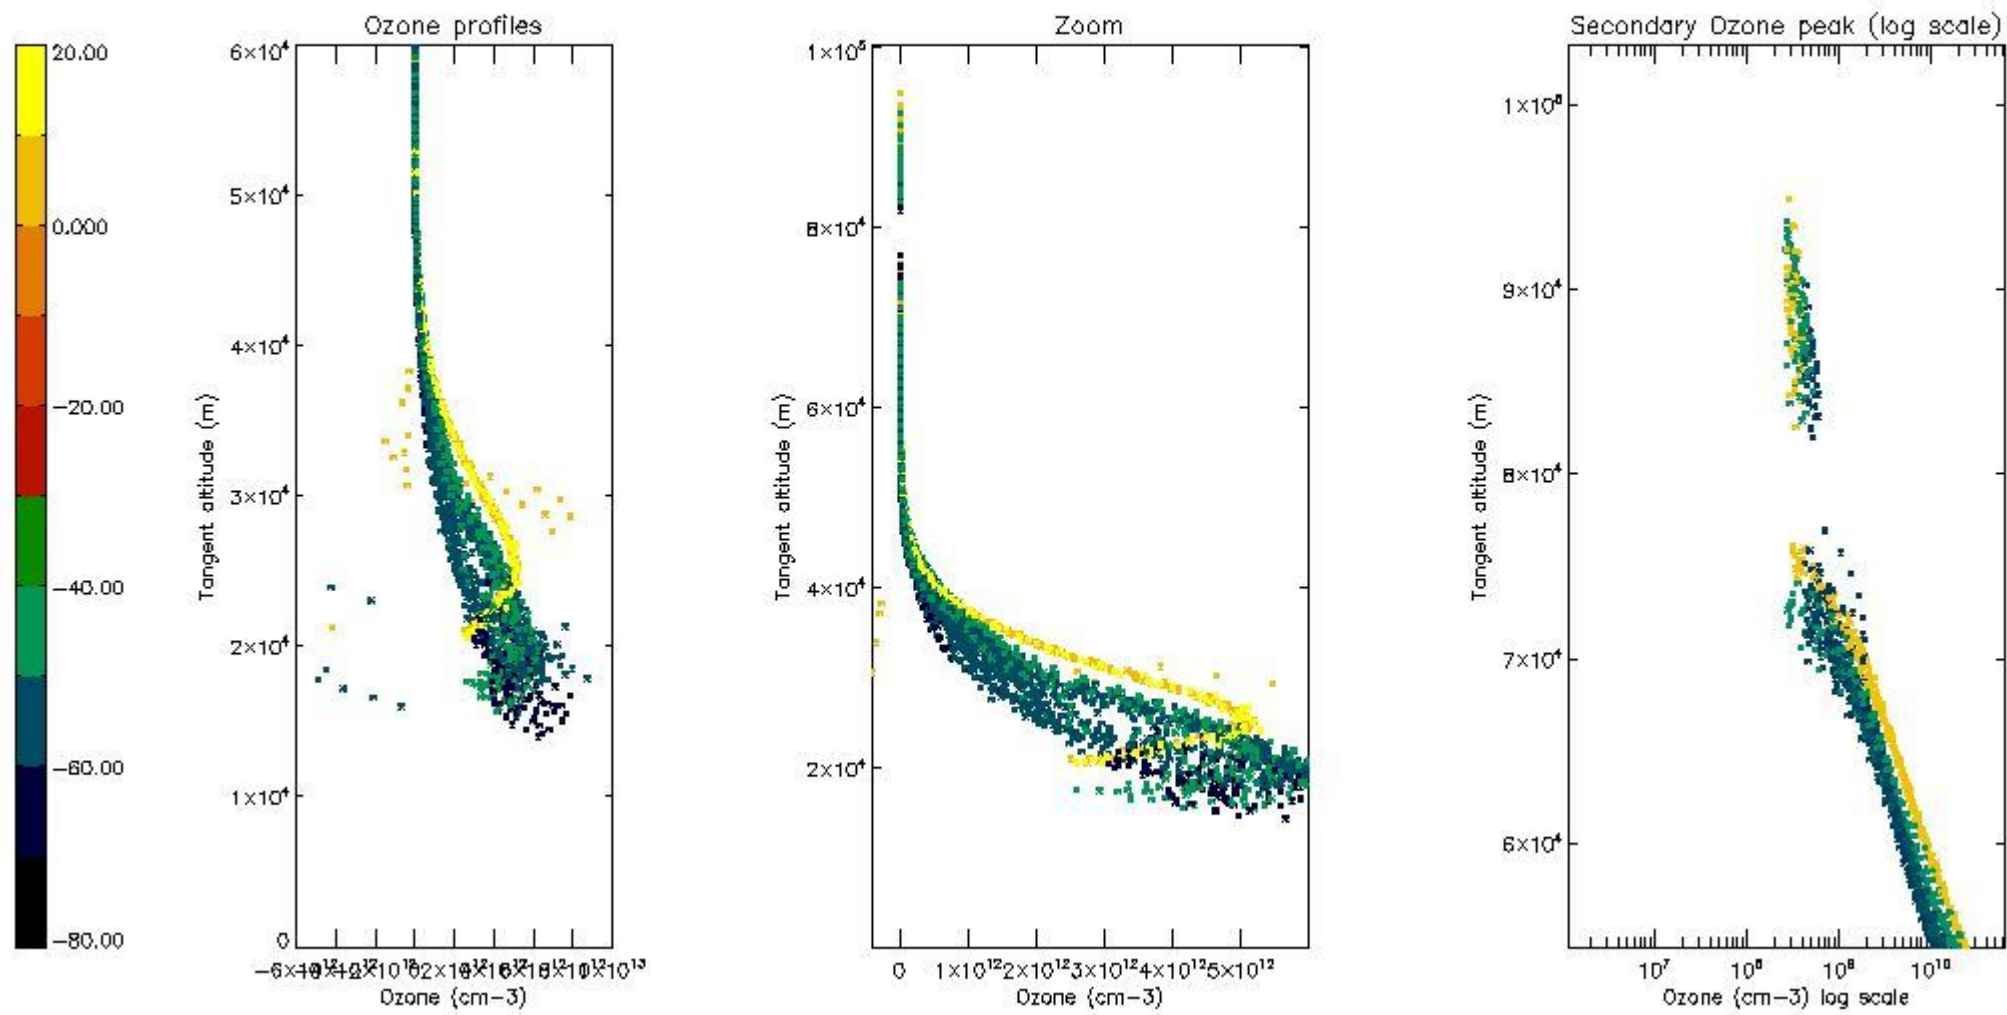 Ozone profiles
Zoom
Secondary Ozone peak (log scale)
20.00
0.000
−20.00
−40.00
−60.00
−80.00
6×10⁴
5×10⁴
4×10⁴
3×10⁴
2×10⁴
1×10⁴
0
Tangent altitude (m)
Ozone (cm−3)
1×10⁵
8×10⁴
6×10⁴
4×10⁴
2×10⁴
Tangent altitude (m)
0 1×10¹² 2×10¹² 3×10¹² 4×10¹² 5×10¹²
Ozone (cm−3)
9×10⁴
8×10⁴
7×10⁴
6×10⁴
Tangent altitude (m)
10⁷ 10⁸ 10⁹ 10¹⁰
Ozone (cm−3) log scale